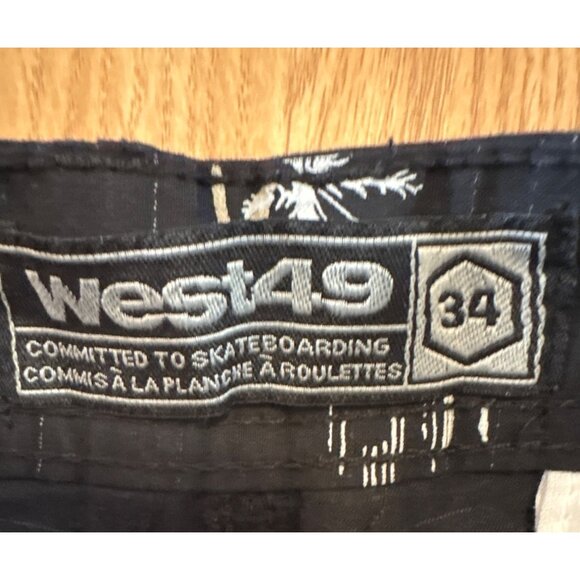 West49
34
COMMITTED TO SKATEBOARDING
COMMIS À LA PLANCHE À ROULETTES